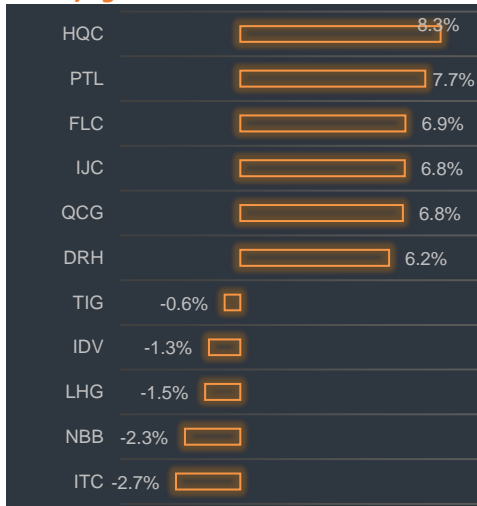 HQC 8.3%
PTL 7.7%
FLC 6.9%
IJC 6.8%
QCG 6.8%
DRH 6.2%
TIG -0.6%
IDV -1.3%
LHG -1.5%
NBB -2.3%
ITC -2.7%